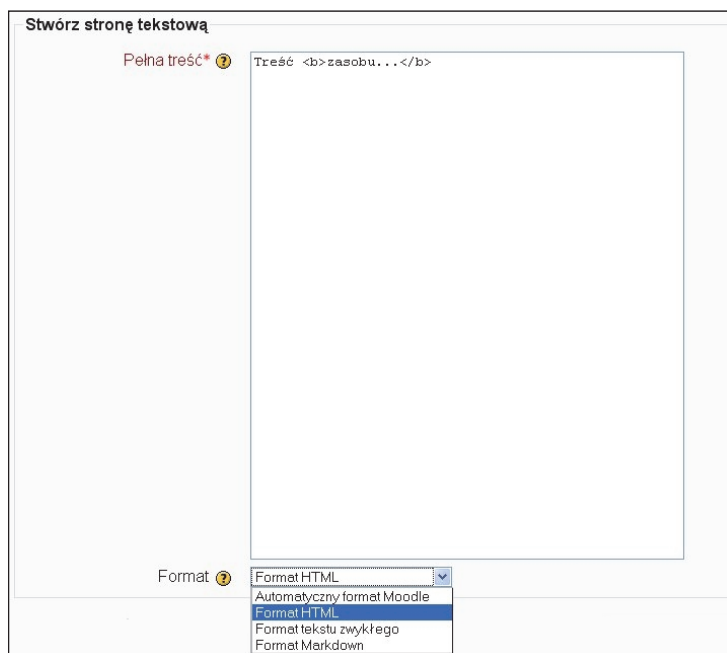 Stwórz stronę tekstową
Pełna treść* ?
Treść <b>zasobu...</b>
Format ? Format HTML
Automatyczny format Moodle
Format HTML
Format tekstu zwykłego
Format Markdown